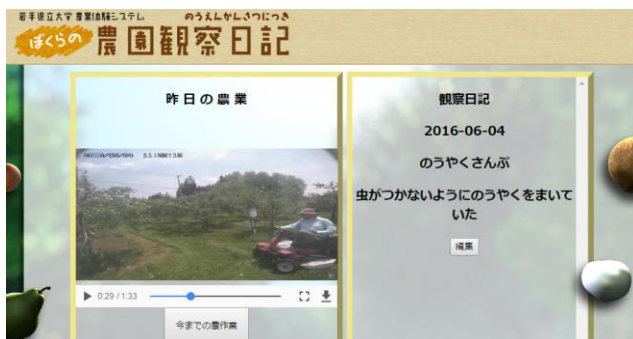 岩手県立大学 農業体験システム
のうえんかんさつにっき
ぼくらの
農園観察日記
昨日の農業
0:29 / 1:33
今までの農作業
観察日記
2016-06-04
のうやくさんぷ
虫がつかないようにのうやくをまいて
いた
編集